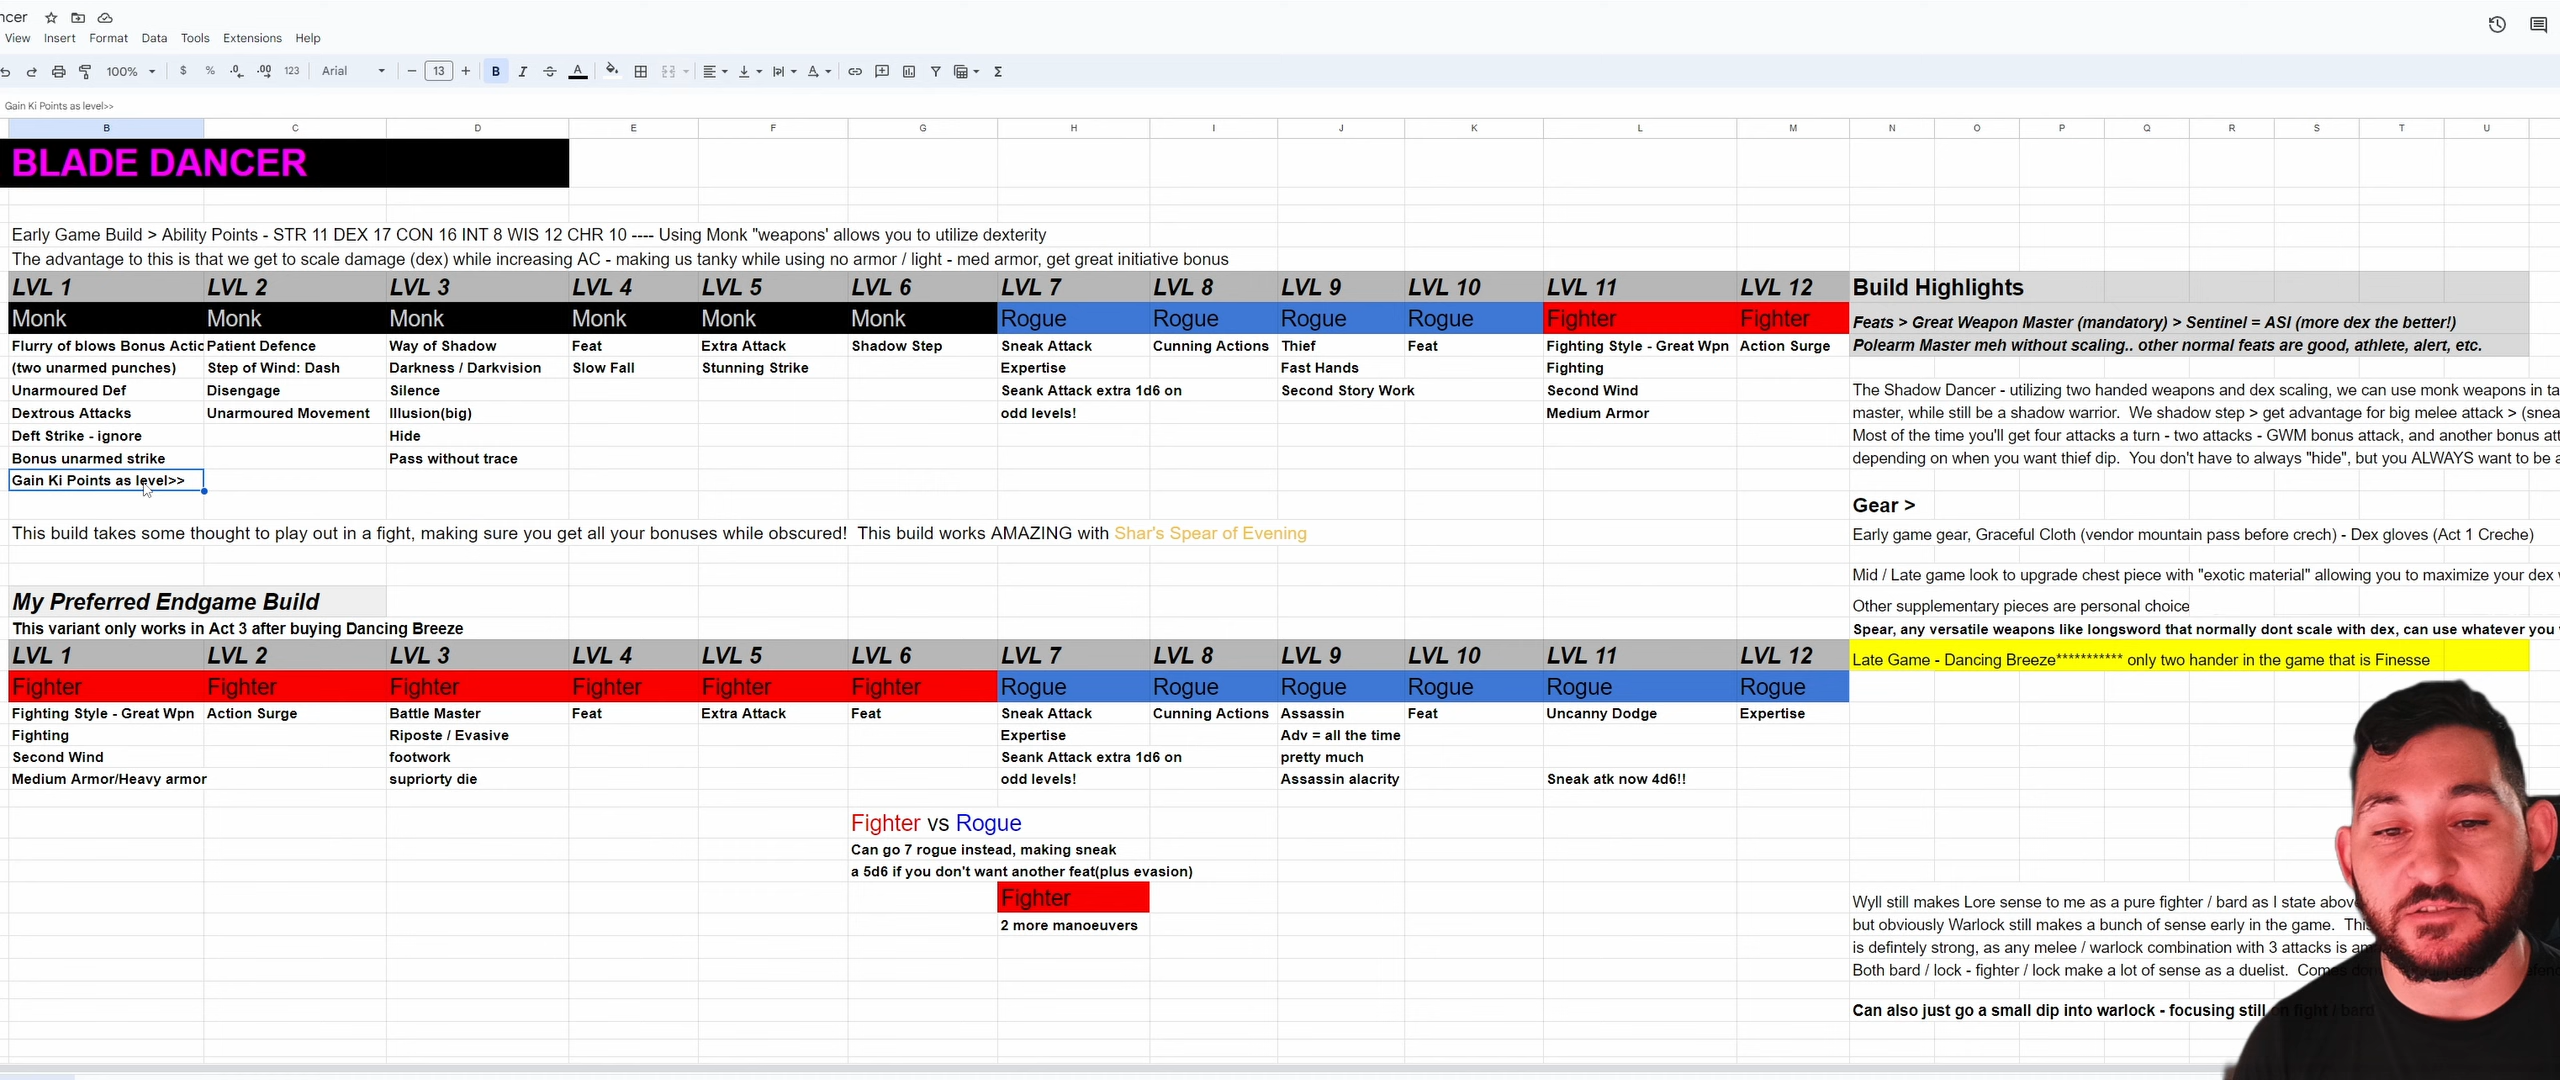 ncer
View Insert Format Data Tools Extensions Help
100% $ % .0 .00 123 Arial 13 B I A Σ
Gain Ki Points as level>>
B C D E F G H I J K L M N O P Q R S T U
BLADE DANCER
Early Game Build > Ability Points - STR 11 DEX 17 CON 16 INT 8 WIS 12 CHR 10 ---- Using Monk "weapons' allows you to utilize dexterity
The advantage to this is that we get to scale damage (dex) while increasing AC - making us tanky while using no armor / light - med armor, get great initiative bonus
LVL 1 LVL 2 LVL 3 LVL 4 LVL 5 LVL 6 LVL 7 LVL 8 LVL 9 LVL 10 LVL 11 LVL 12 Build Highlights
Monk Monk Monk Monk Monk Monk Rogue Rogue Rogue Rogue Fighter Fighter Feats > Great Weapon Master (mandatory) > Sentinel = ASI (more dex the better!)
Flurry of blows Bonus Actic Patient Defence Way of Shadow Feat Extra Attack Shadow Step Sneak Attack Cunning Actions Thief Feat Fighting Style - Great Wpn Action Surge Polearm Master meh without scaling.. other normal feats are good, athlete, alert, etc.
(two unarmed punches) Step of Wind: Dash Darkness / Darkvision Slow Fall Stunning Strike Expertise Fast Hands Fighting
Unarmoured Def Disengage Silence Seank Attack extra 1d6 on Second Story Work Second Wind The Shadow Dancer - utilizing two handed weapons and dex scaling, we can use monk weapons in ta
Dextrous Attacks Unarmoured Movement Illusion(big) odd levels! Medium Armor master, while still be a shadow warrior. We shadow step > get advantage for big melee attack > (snea
Deft Strike - ignore Hide Most of the time you'll get four attacks a turn - two attacks - GWM bonus attack, and another bonus att
Bonus unarmed strike Pass without trace depending on when you want thief dip. You don't have to always "hide", but you ALWAYS want to be a
Gain Ki Points as level>>
Gear >
This build takes some thought to play out in a fight, making sure you get all your bonuses while obscured! This build works AMAZING with Shar's Spear of Evening
Early game gear, Graceful Cloth (vendor mountain pass before crech) - Dex gloves (Act 1 Creche)
Mid / Late game look to upgrade chest piece with "exotic material" allowing you to maximize your dex
My Preferred Endgame Build Other supplementary pieces are personal choice
This variant only works in Act 3 after buying Dancing Breeze Spear, any versatile weapons like longsword that normally dont scale with dex, can use whatever you
LVL 1 LVL 2 LVL 3 LVL 4 LVL 5 LVL 6 LVL 7 LVL 8 LVL 9 LVL 10 LVL 11 LVL 12 Late Game - Dancing Breeze*********** only two hander in the game that is Finesse
Fighter Fighter Fighter Fighter Fighter Fighter Rogue Rogue Rogue Rogue Rogue Rogue
Fighting Style - Great Wpn Action Surge Battle Master Feat Extra Attack Feat Sneak Attack Cunning Actions Assassin Feat Uncanny Dodge Expertise
Fighting Riposte / Evasive Expertise Adv = all the time
Second Wind footwork Seank Attack extra 1d6 on pretty much
Medium Armor/Heavy armor supriorty die odd levels! Assassin alacrity Sneak atk now 4d6!!
Fighter vs Rogue
Can go 7 rogue instead, making sneak
a 5d6 if you don't want another feat(plus evasion)
Fighter
2 more manoeuvers
Wyll still makes Lore sense to me as a pure fighter / bard as I state above
but obviously Warlock still makes a bunch of sense early in the game. This
is defintely strong, as any melee / warlock combination with 3 attacks is
Both bard / lock - fighter / lock make a lot of sense as a duelist.
Can also just go a small dip into warlock - focusing still on fight / bard